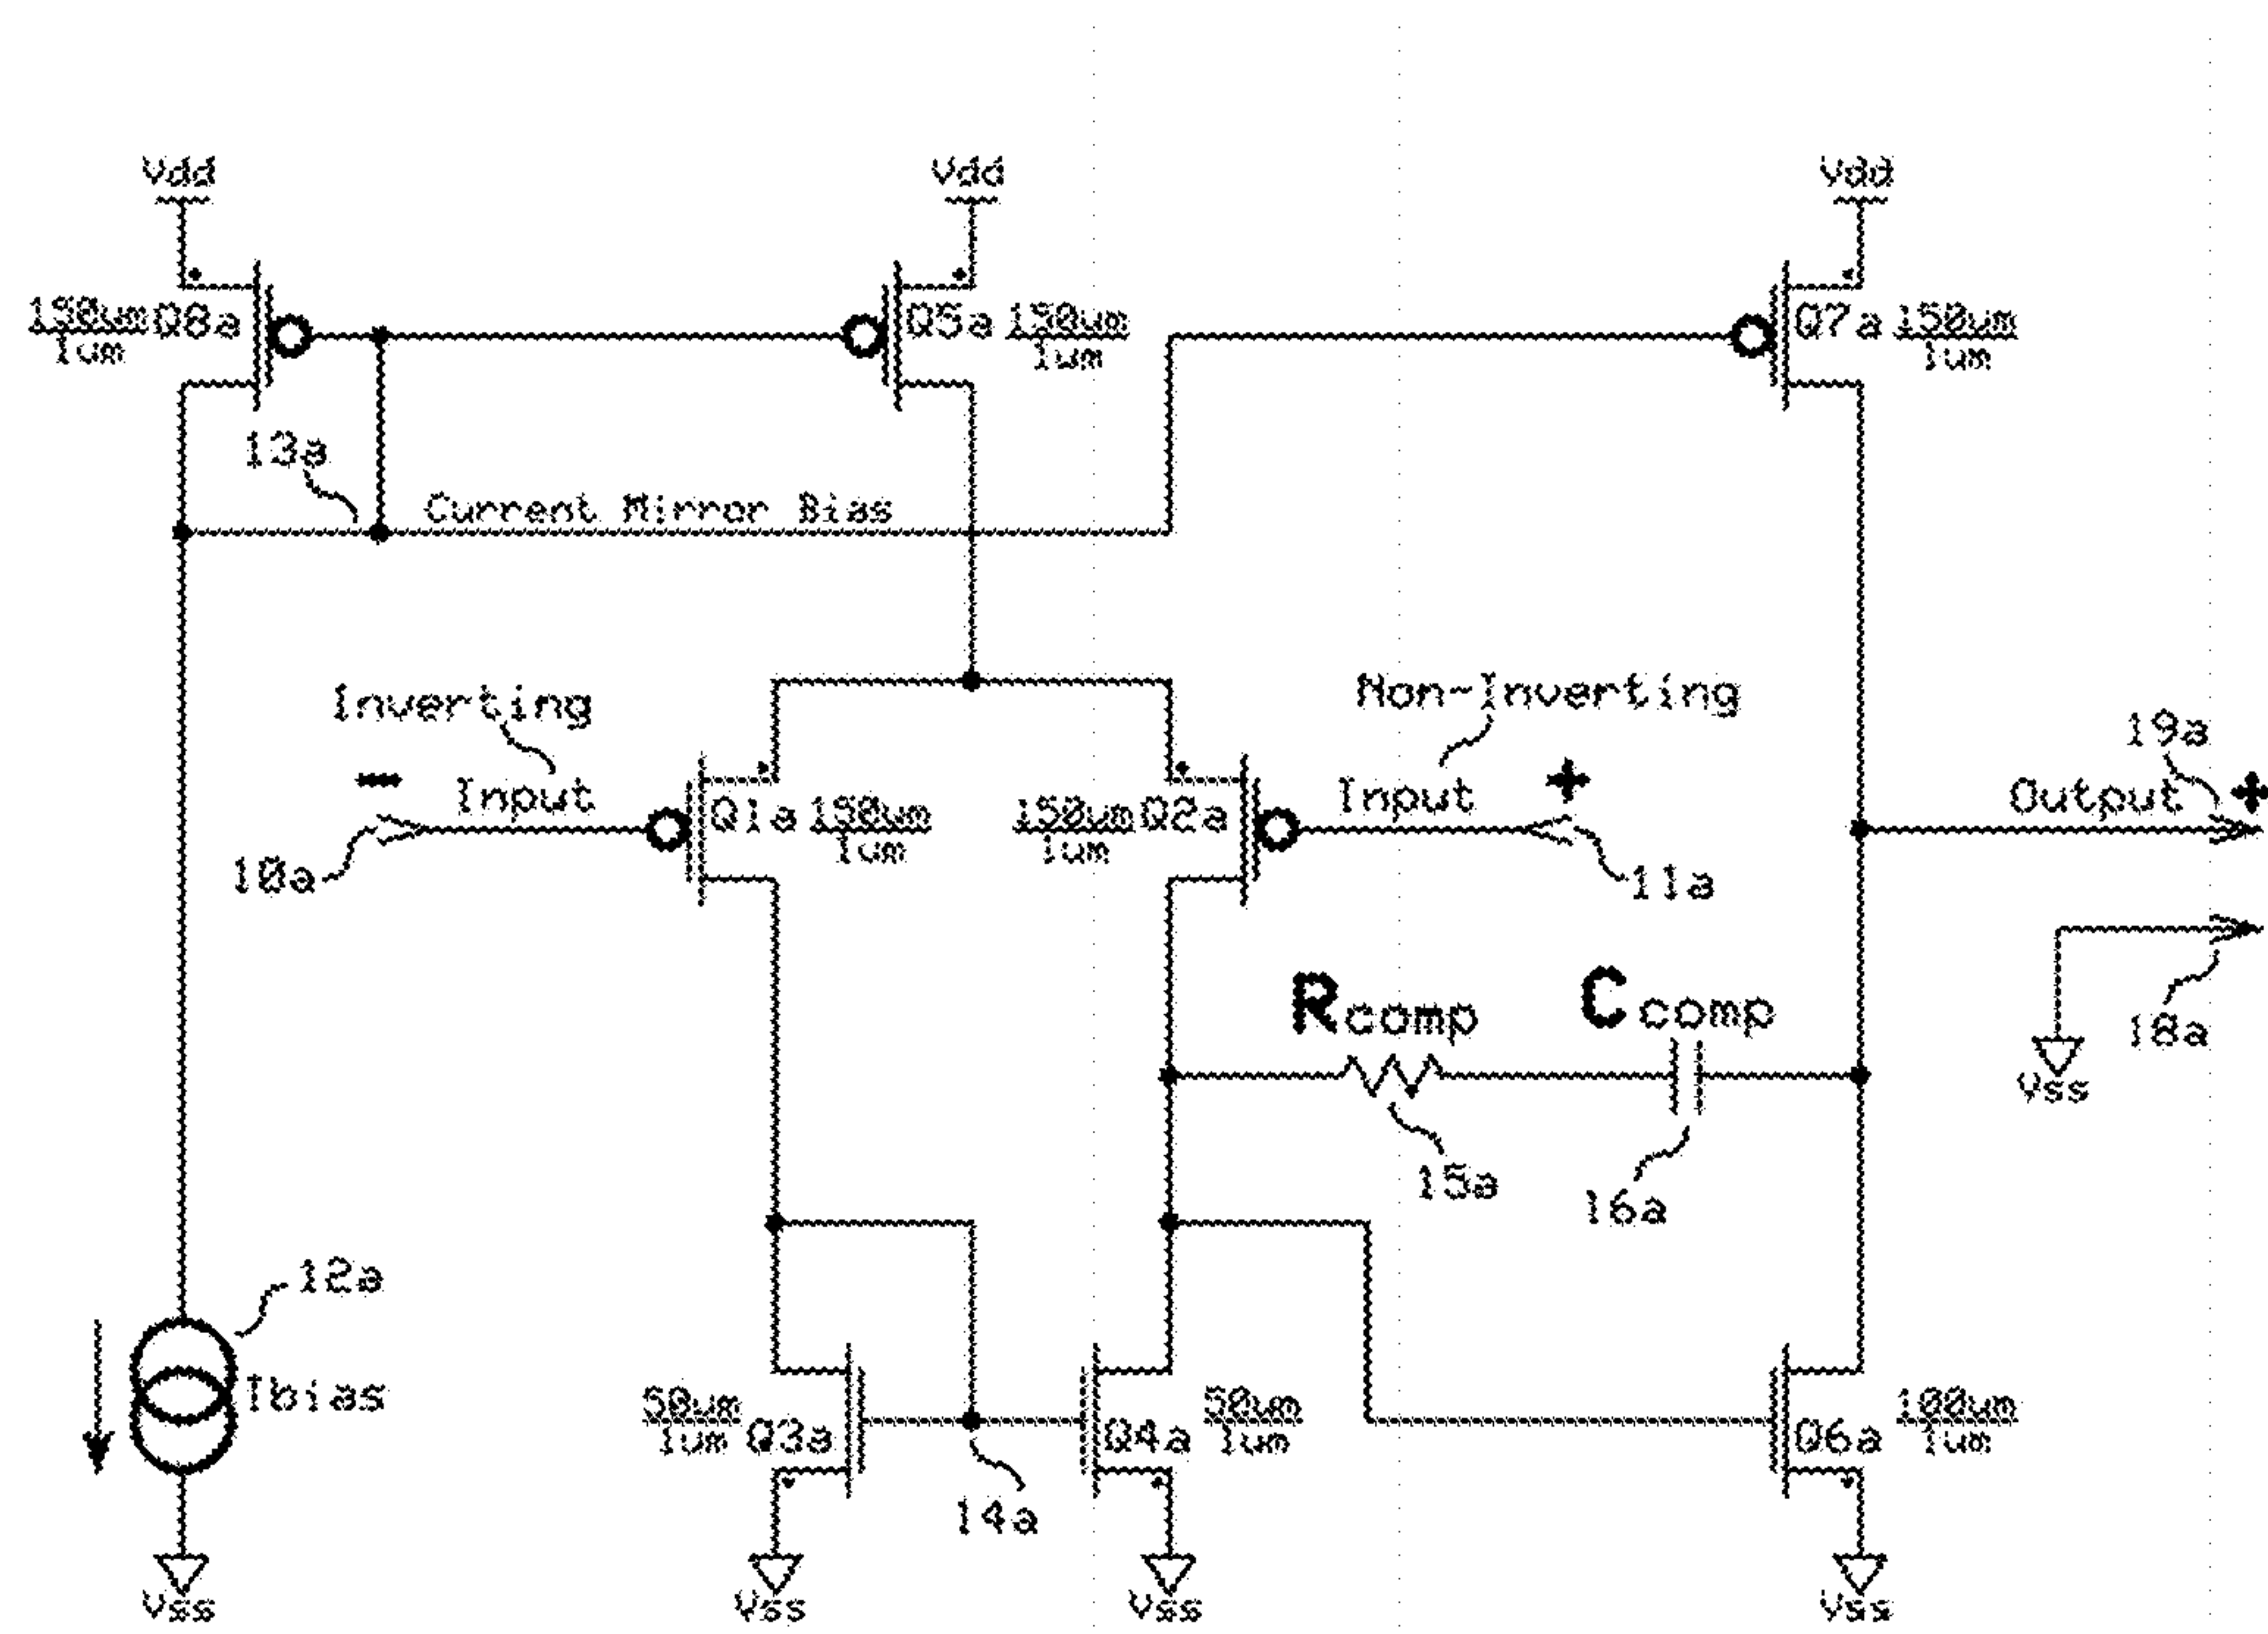 Vdd Vdd Vdd
150um Q8a Q5a 150um Q7a 150um
1um 1um 1um
13a
Current Mirror Bias
Inverting Non-Inverting
19a
- Input Input + Output +
Q1a 150um 150um Q2a
1um 1um
10a 11a
Rcomp Ccomp
18a
Vss
15a
16a
12a
Ibias
50um Q3a Q4a 50um Q6a 100um
1um 1um 1um
14a
Vss Vss Vss Vss